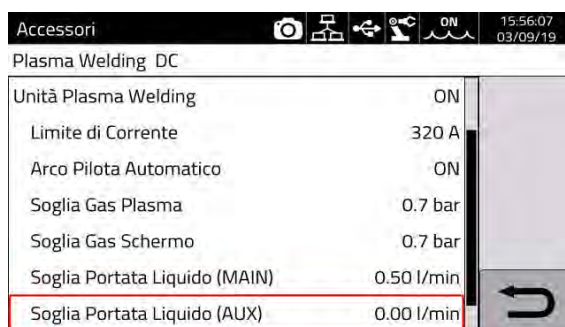 Accessori ON 15:56:07
03/09/19
Plasma Welding DC
Unità Plasma Welding ON
Limite di Corrente 320 A
Arco Pilota Automatico ON
Soglia Gas Plasma 0.7 bar
Soglia Gas Schermo 0.7 bar
Soglia Portata Liquido (MAIN) 0.50 l/min
Soglia Portata Liquido (AUX) 0.00 l/min